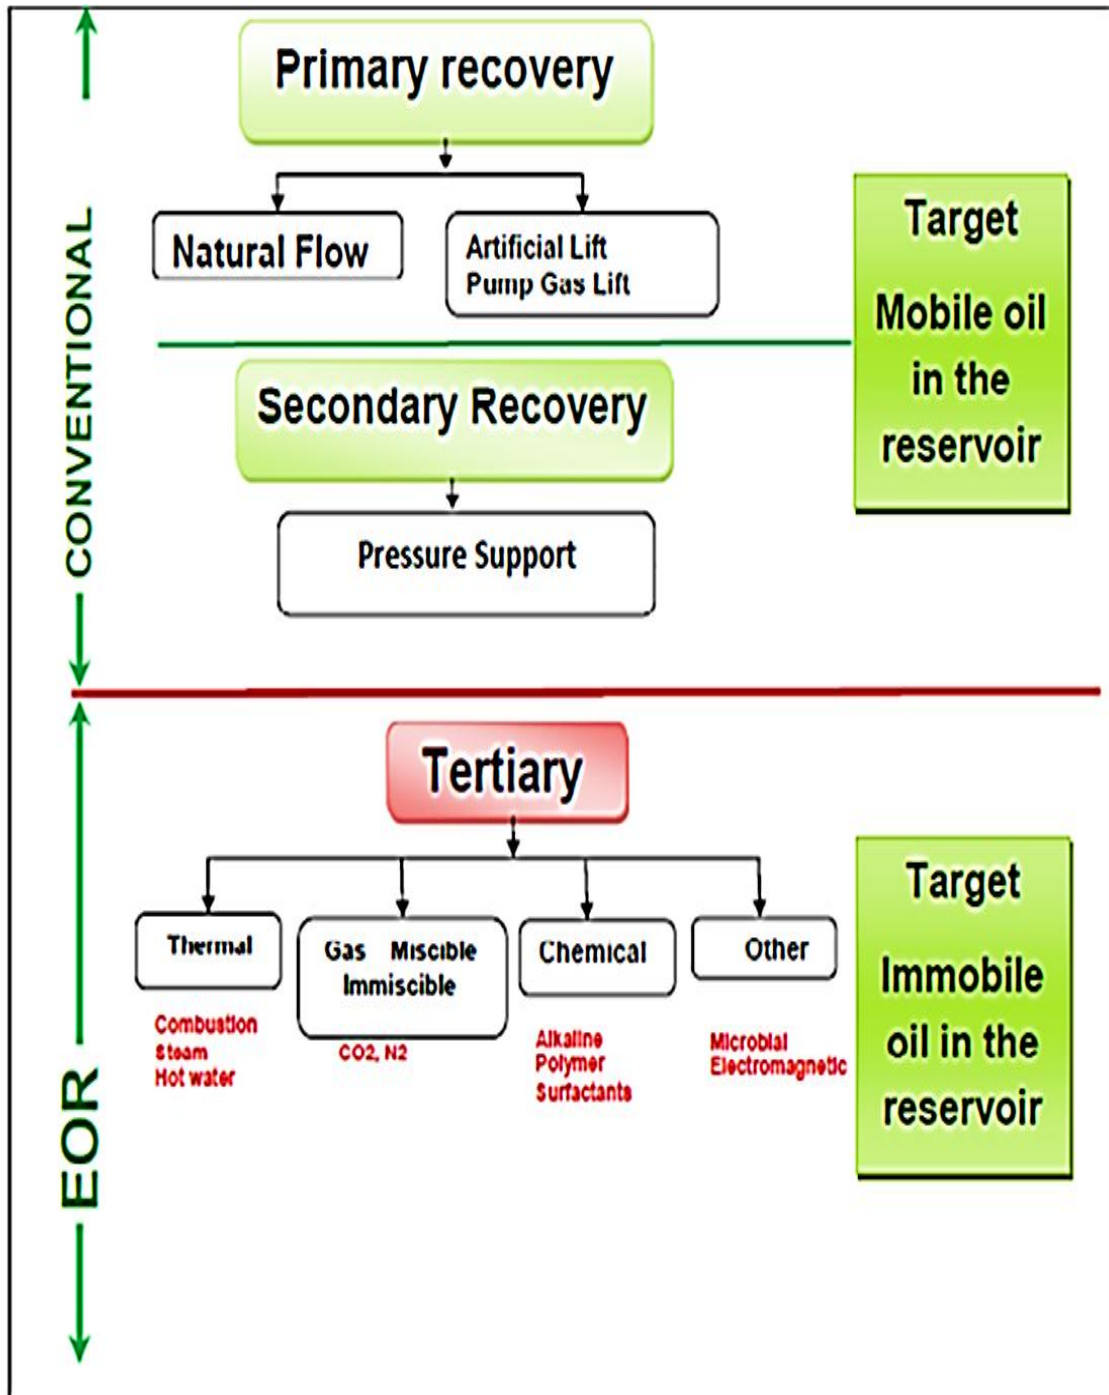 Primary recovery
Natural Flow
Artificial Lift
Pump Gas Lift
CONVENTIONAL
Target
Mobile oil
in the
reservoir
Secondary Recovery
Pressure Support
Tertiary
Thermal
Combustion
Steam
Hot water
Gas Miscible
Immiscible
CO2, N2
Chemical
Alkaline
Polymer
Surfactants
Other
Microbial
Electromagnetic
EOR
Target
Immobile
oil in the
reservoir